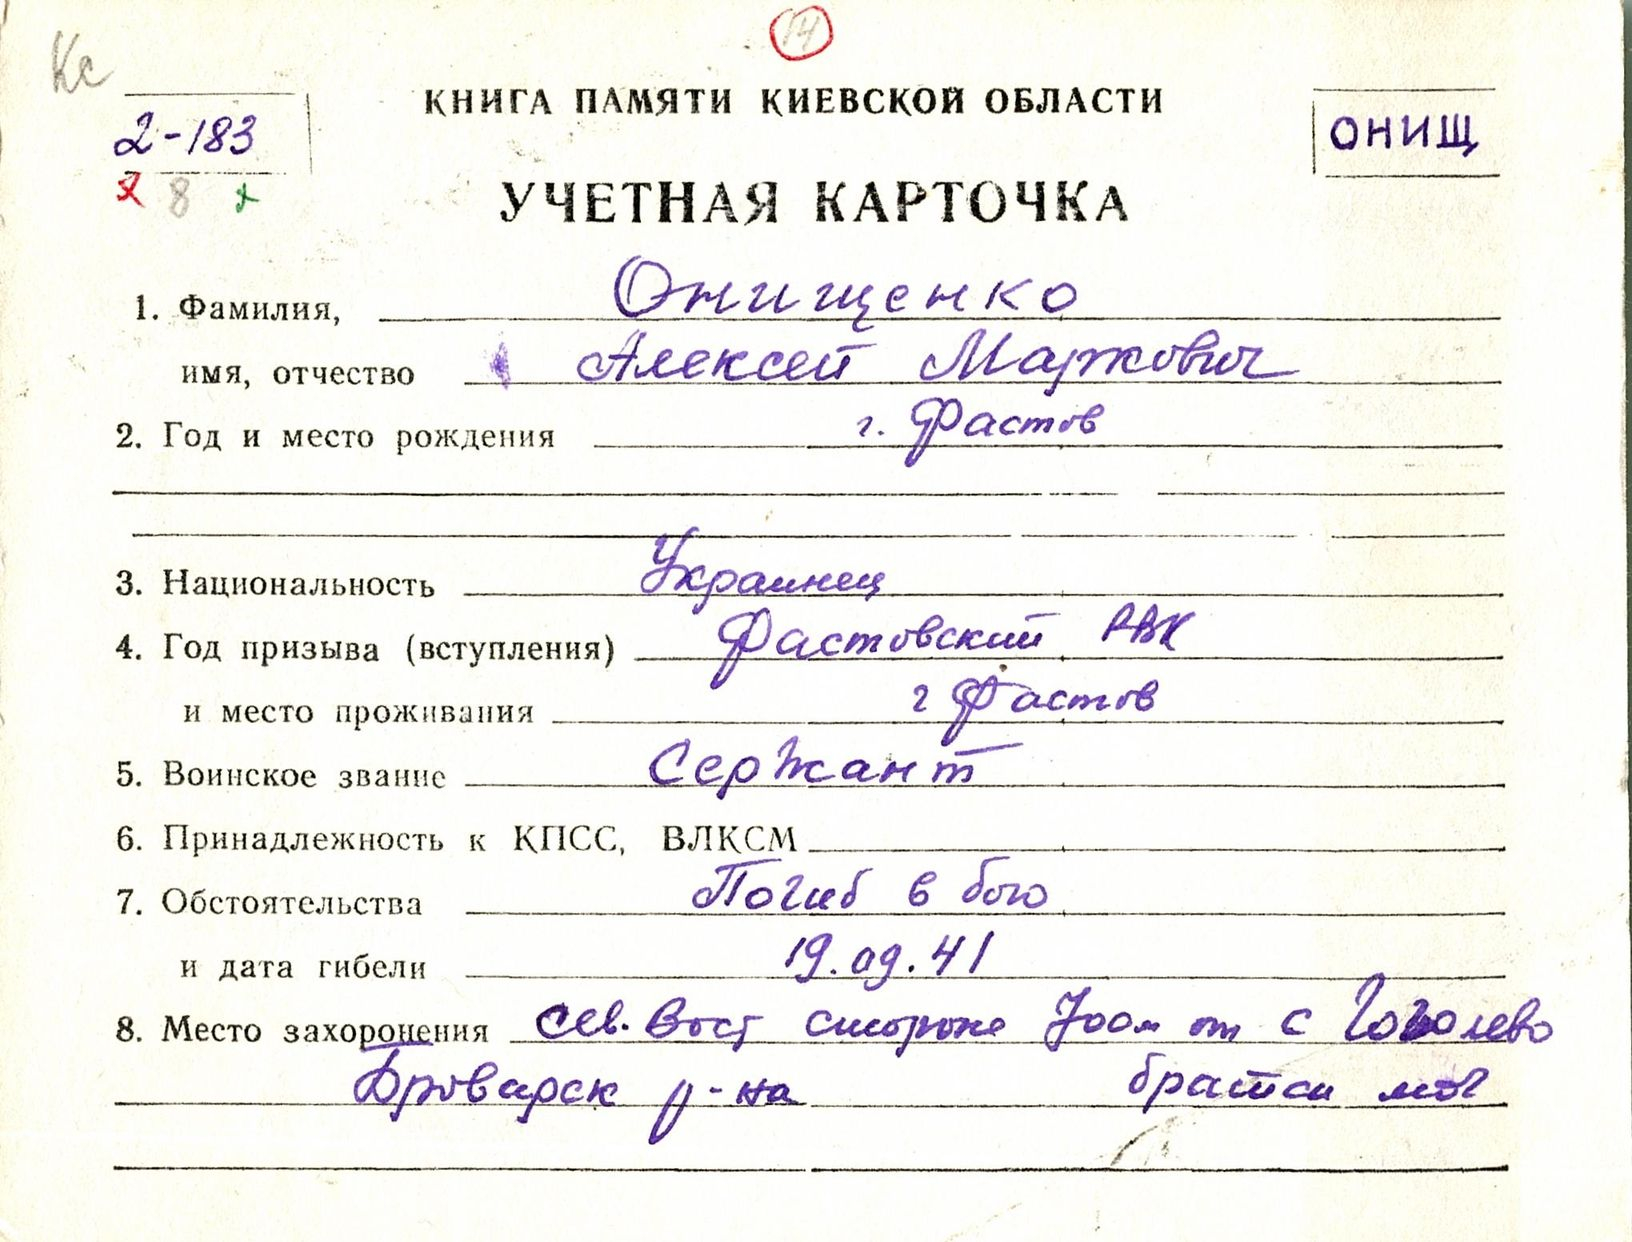 14
Кс
КНИГА ПАМЯТИ КИЕВСКОЙ ОБЛАСТИ
2-183
ОНИЩ
8
УЧЕТНАЯ КАРТОЧКА
1. Фамилия, Онищенко
имя, отчество Алексей Маркович
2. Год и место рождения г. Фастов
3. Национальность Украинец
4. Год призыва (вступления) Фастовский РВК
и место проживания г Фастов
5. Воинское звание Сержант
6. Принадлежность к КПСС, ВЛКСМ
7. Обстоятельства Погиб в бою
и дата гибели 19.09.41
8. Место захоронения Сев. Вост стороне 700м от с Гоголево
Броварск р-на братск мог